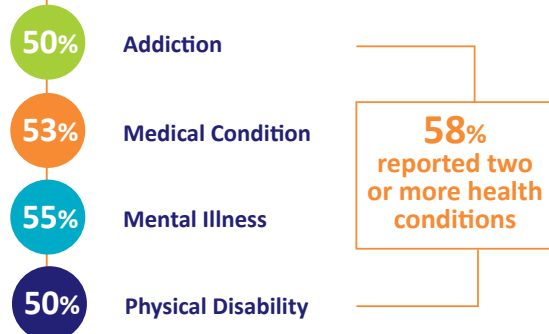 50% Addiction
53% Medical Condition
55% Mental Illness
50% Physical Disability
58%
reported two
or more health
conditions